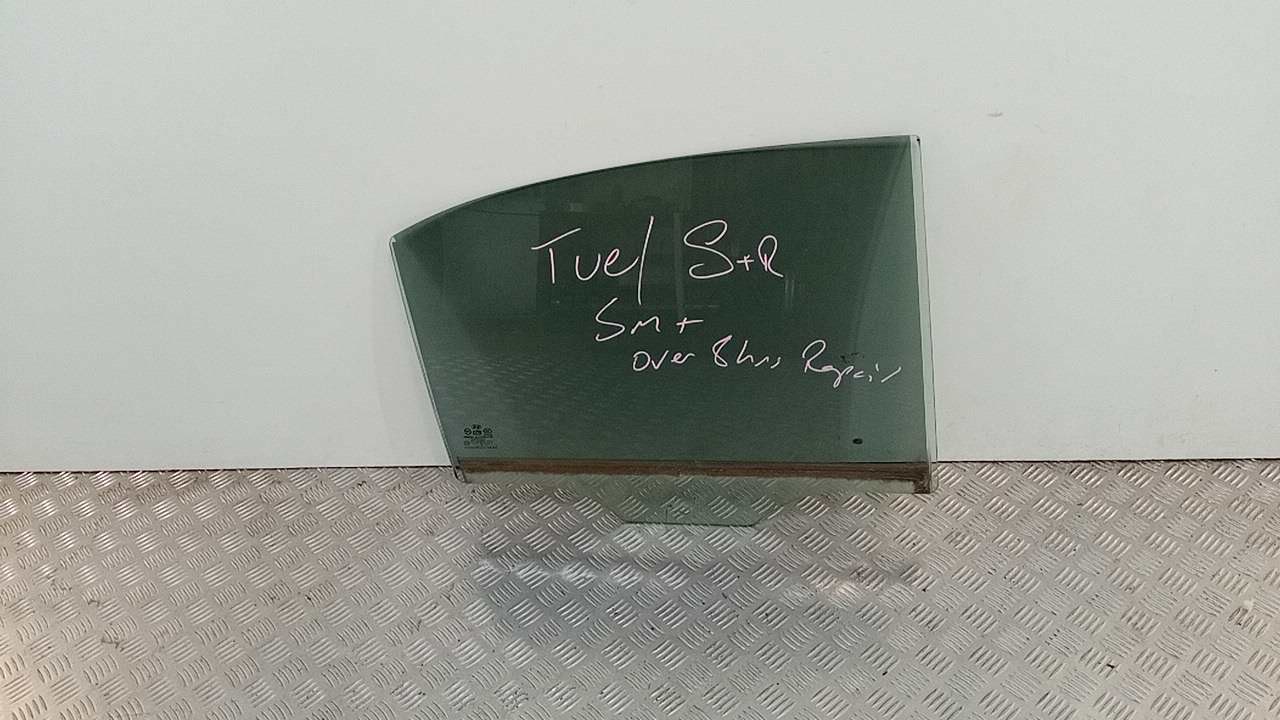 Tue/ S+R
Sm +
over 8hrs Repair